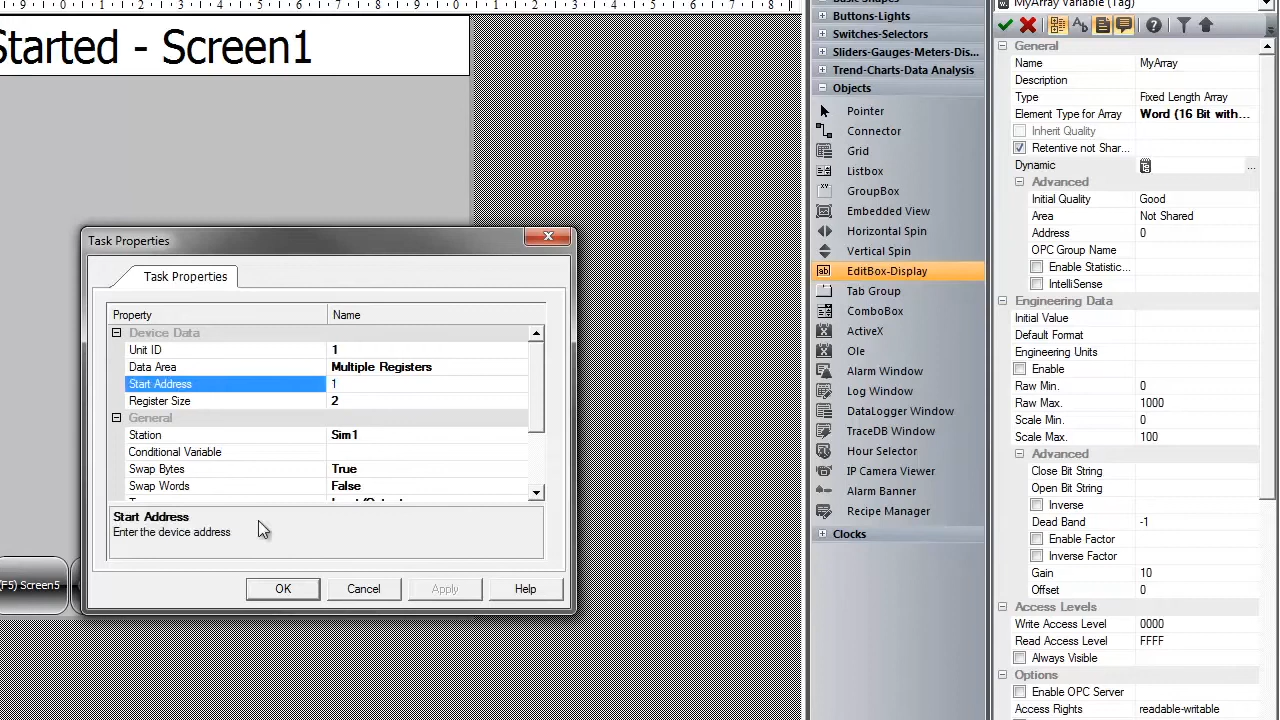 Started - Screen1
(F5) Screen5
Task Properties
Task Properties
Property Name
Device Data
Unit ID 1
Data Area Multiple Registers
Start Address 1
Register Size 2
General
Station Sim1
Conditional Variable
Swap Bytes True
Swap Words False
Start Address
Enter the device address
OK Cancel Apply Help
Buttons-Lights
Switches-Selectors
Sliders-Gauges-Meters-Dis...
Trend-Charts-Data Analysis
Objects
Pointer
Connector
Grid
Listbox
GroupBox
Embedded View
Horizontal Spin
Vertical Spin
EditBox-Display
Tab Group
ComboBox
ActiveX
Ole
Alarm Window
Log Window
DataLogger Window
TraceDB Window
Hour Selector
IP Camera Viewer
Alarm Banner
Recipe Manager
Clocks
MyArray Variable (Tag)
General
Name MyArray
Description
Type Fixed Length Array
Element Type for Array Word (16 Bit with...
Inherit Quality
Retentive not Shar...
Dynamic ...
Advanced
Initial Quality Good
Area Not Shared
Address 0
OPC Group Name
Enable Statistic...
IntelliSense
Engineering Data
Initial Value
Default Format
Engineering Units
Enable
Raw Min. 0
Raw Max. 1000
Scale Min. 0
Scale Max. 100
Advanced
Close Bit String
Open Bit String
Inverse
Dead Band -1
Enable Factor
Inverse Factor
Gain 10
Offset 0
Access Levels
Write Access Level 0000
Read Access Level FFFF
Always Visible
Options
Enable OPC Server
Access Rights readable-writable